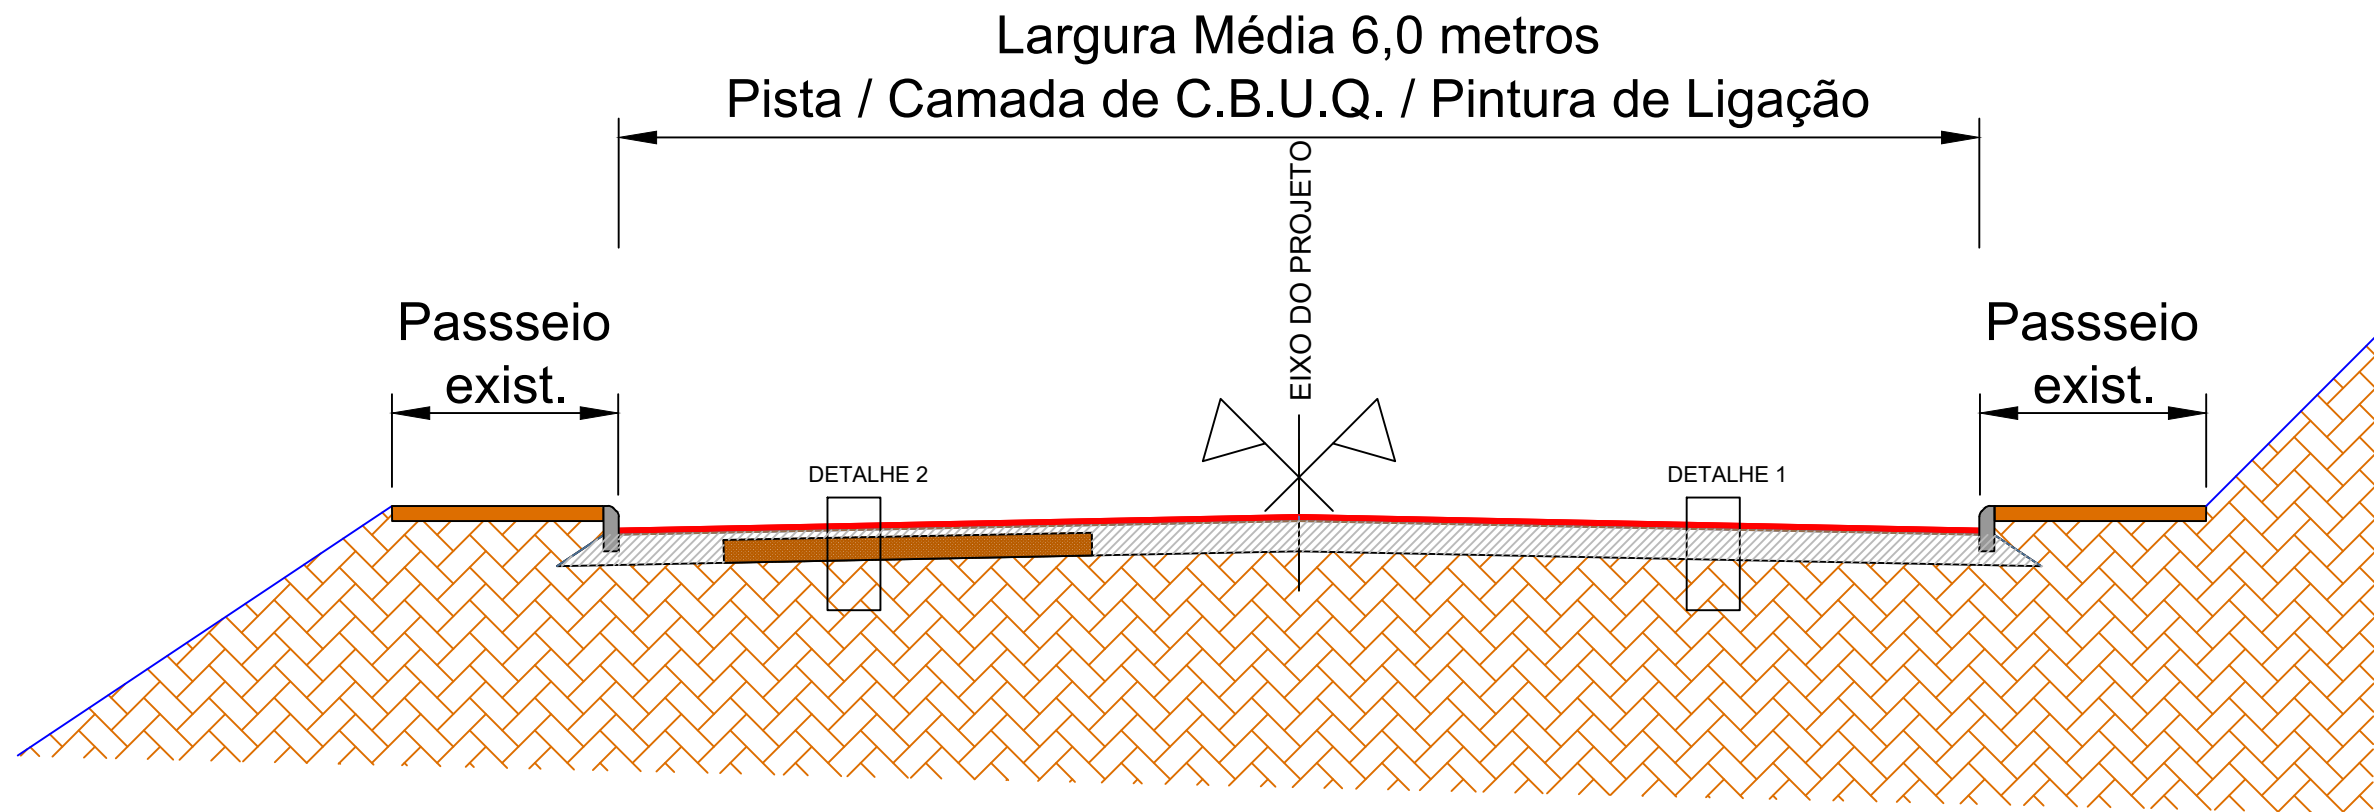 Largura Média 6,0 metros
Pista / Camada de C.B.U.Q. / Pintura de Ligação
EIXO DO PROJETO
Passseio
exist.
Passseio
exist.
DETALHE 2
DETALHE 1